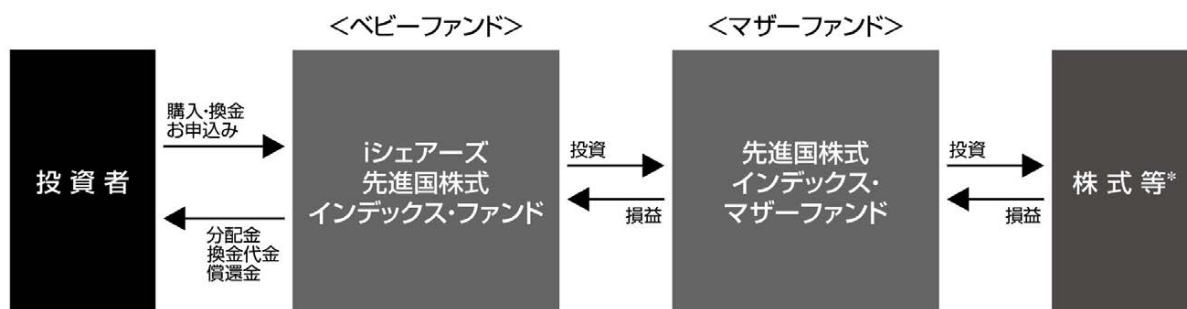 ＜ベビーファンド＞
＜マザーファンド＞
投資者
購入・換金
お申込み
分配金
換金代金
償還金
iシェアーズ
先進国株式
インデックス・ファンド
投資
損益
先進国株式
インデックス・
マザーファンド
投資
損益
株式等*